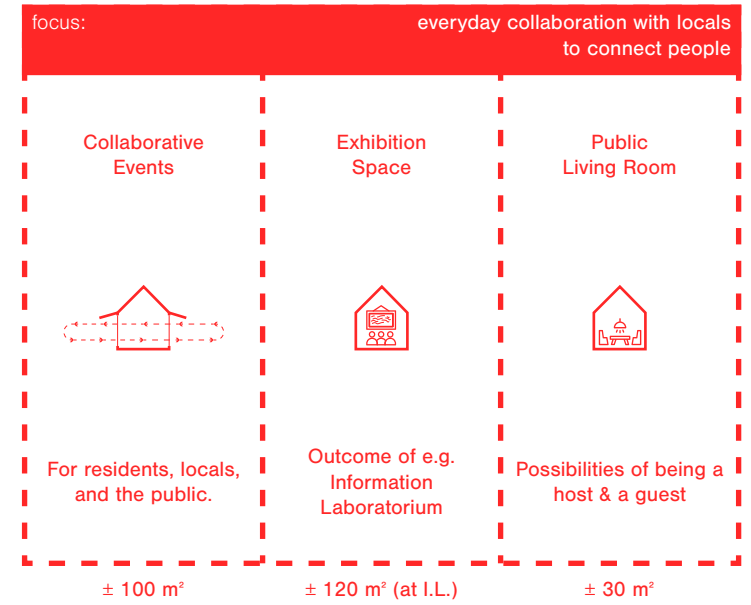 focus:
everyday collaboration with locals
to connect people
Collaborative
Events
For residents, locals,
and the public.
± 100 m²
Exhibition
Space
Outcome of e.g.
Information
Laboratorium
± 120 m² (at I.L.)
Public
Living Room
Possibilities of being a
host & a guest
± 30 m²